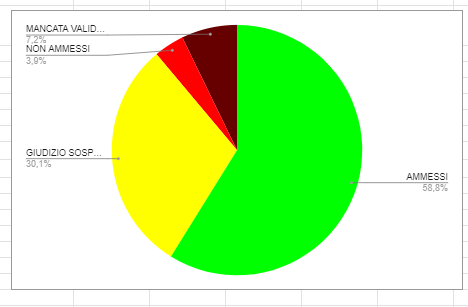 MANCATA VALID...
7,2%
NON AMMESSI
3,9%
GIUDIZIO SOSP...
30,1%
AMMESSI
58,8%